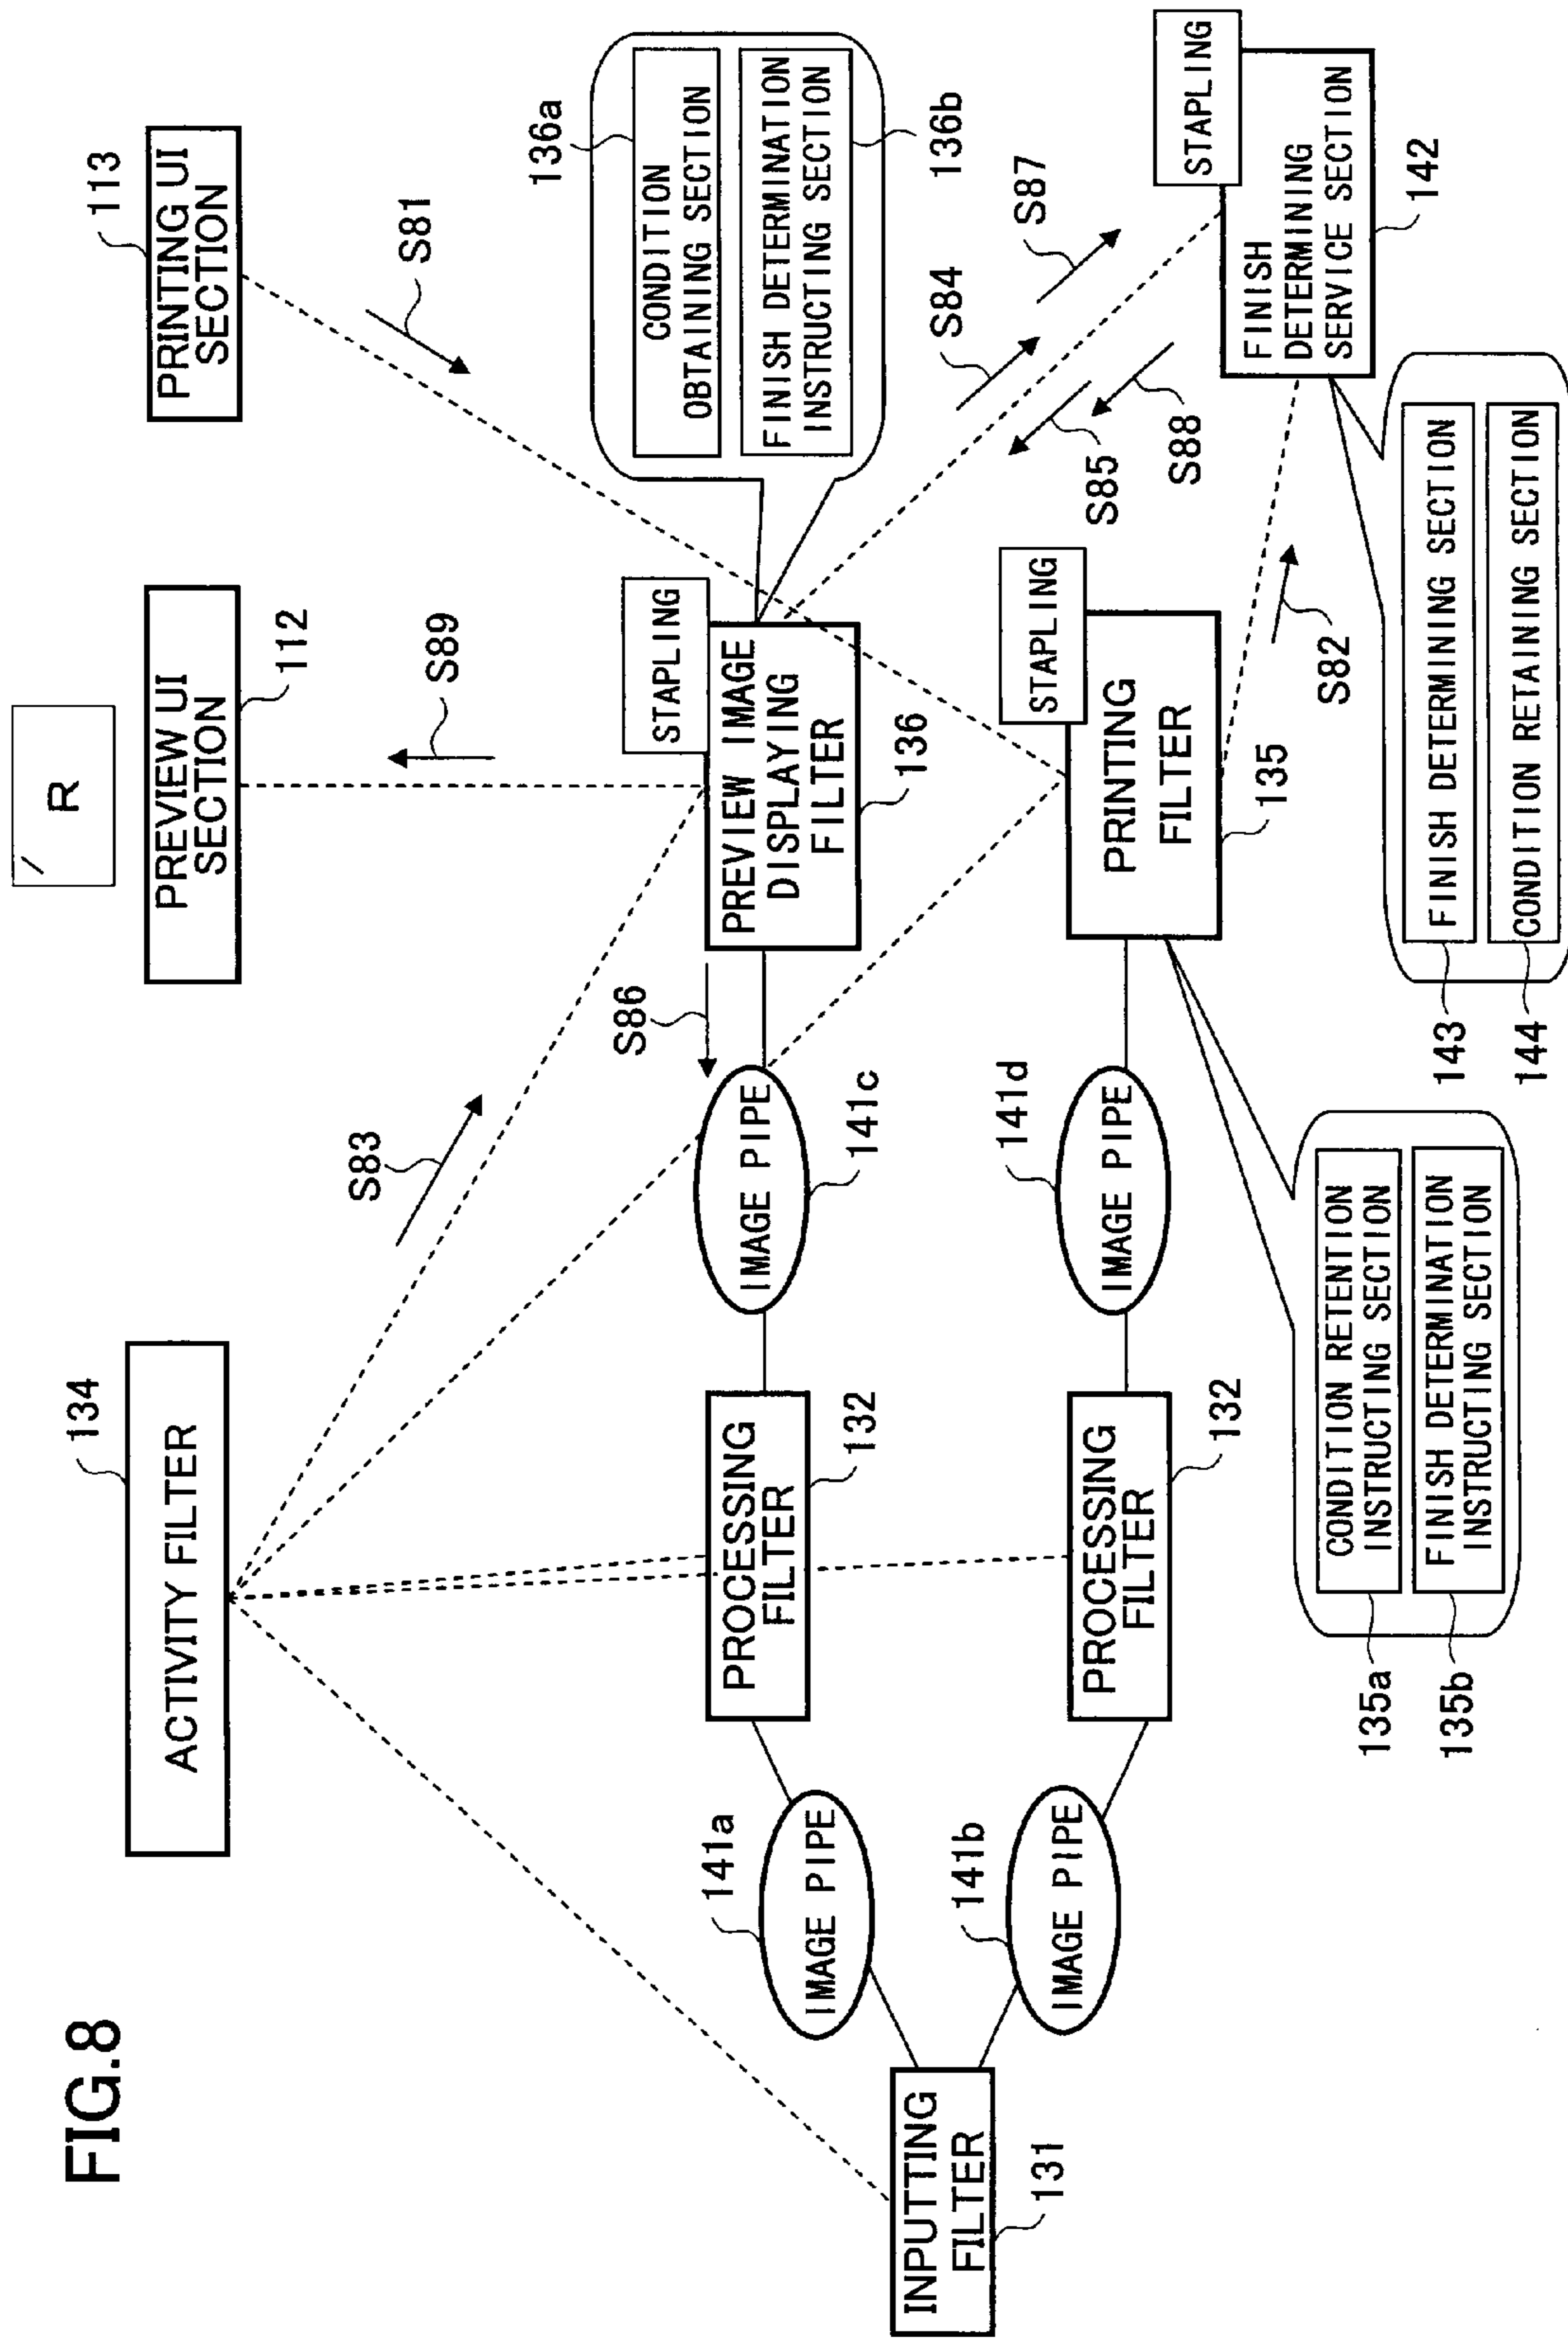 FIG.8
134
ACTIVITY FILTER
R
PREVIEW UI
SECTION
112
113
PRINTING UI
SECTION
S81
S83
S89
136a
CONDITION
OBTAINING SECTION
FINISH DETERMINATION
INSTRUCTING SECTION
136b
INPUTTING
FILTER
131
141a
IMAGE PIPE
141b
IMAGE PIPE
PROCESSING
FILTER
132
PROCESSING
FILTER
132
S86
IMAGE PIPE
141c
141d
IMAGE PIPE
STAPLING
PREVIEW IMAGE
DISPLAYING
FILTER
136
STAPLING
PRINTING
FILTER
135
S84
S87
S85
S88
S82
STAPLING
FINISH
DETERMINING
SERVICE SECTION
142
135a
CONDITION RETENTION
INSTRUCTING SECTION
135b
FINISH DETERMINATION
INSTRUCTING SECTION
143
FINISH DETERMINING SECTION
144
CONDITION RETAINING SECTION